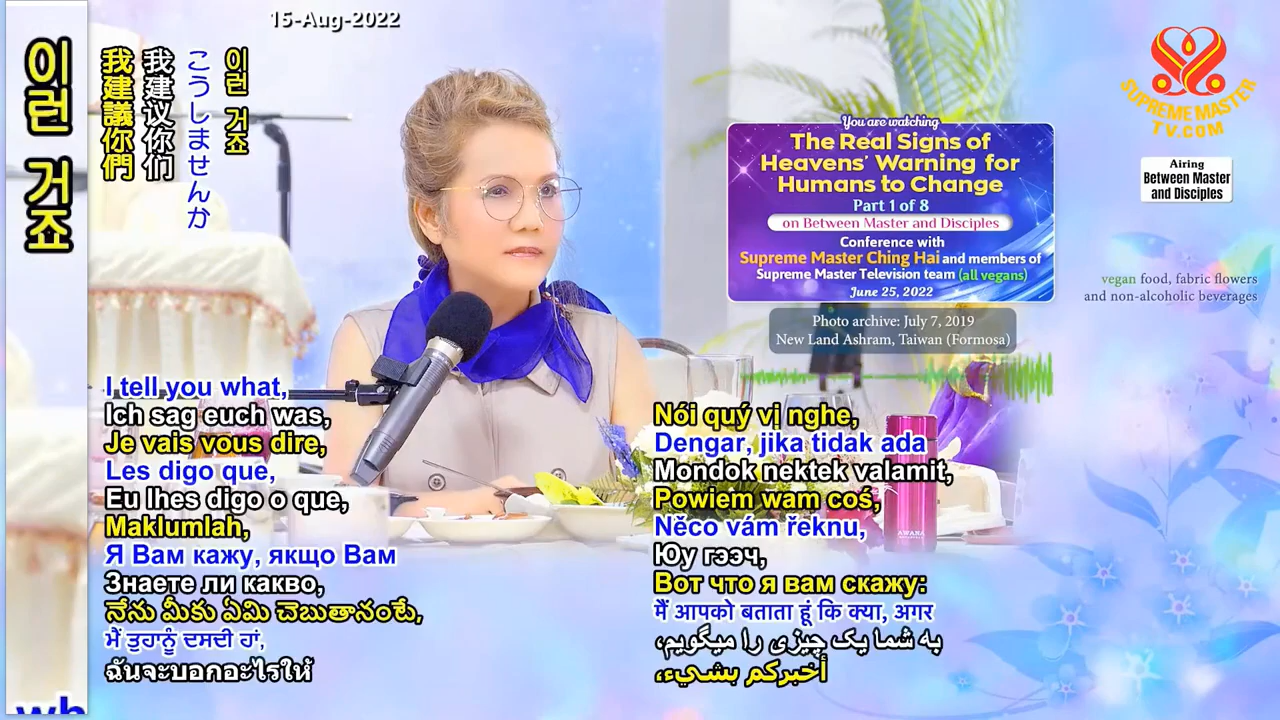 15-Aug-2022
이런 거죠
이런 거죠
こうしませんか
我建议你们
我建議你們
SUPREME MASTER
TV.COM
Airing
Between Master
and Disciples
You are watching
The Real Signs of
Heavens' Warning for
Humans to Change
Part 1 of 8
on Between Master and Disciples
Conference with
Supreme Master Ching Hai and members of
Supreme Master Television team (all vegans)
June 25, 2022
Photo archive: July 7, 2019
New Land Ashram, Taiwan (Formosa)
vegan food, fabric flowers
and non-alcoholic beverages
I tell you what,
Ich sag euch was,
Je vais vous dire,
Les digo que,
Eu lhes digo o que,
Maklumlah,
Я Вам кажу, якщо Вам
Знаете ли какво,
నేను మీకు ఏమి చెబుతానంటే,
ਮੈਂ ਤੁਹਾਨੂੰ ਦਸਦੀ ਹਾਂ,
ฉันจะบอกอะไรให้
Nói quý vị nghe,
Dengar, jika tidak ada
Mondok nektek valamit,
Powiem wam coś,
Něco vám řeknu,
Юу гээч,
Вот что я вам скажу:
मैं आपको बताता हूं कि क्या, अगर
به شما یک چیزی را میگویم،
أخبركم بشيء،
AWANA